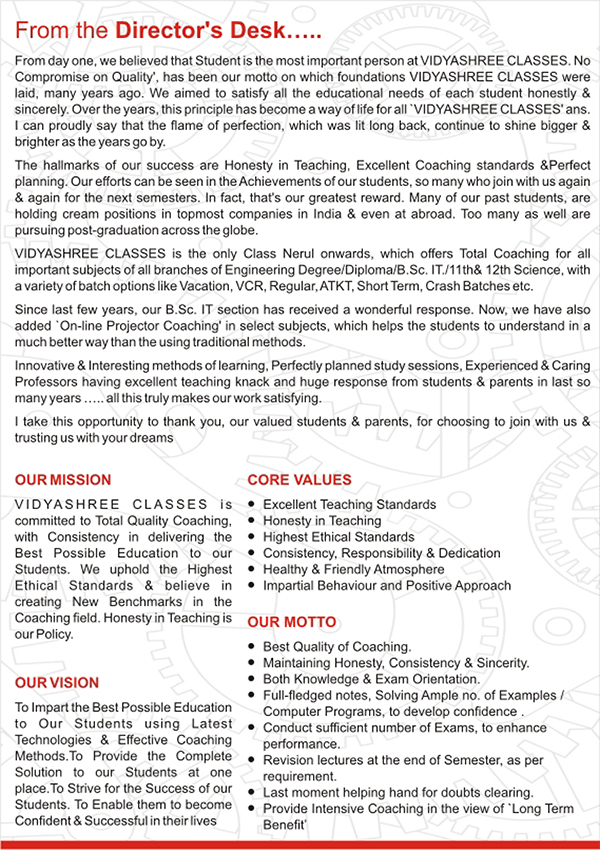 From the Director's Desk.....
From day one, we believed that Student is the most important person at VIDYASHREE CLASSES. No
Compromise on Quality', has been our motto on which foundations VIDYASHREE CLASSES were
laid, many years ago. We aimed to satisfy all the educational needs of each student honestly &
sincerely. Over the years, this principle has become a way of life for all `VIDYASHREE CLASSES' ans.
I can proudly say that the flame of perfection, which was lit long back, continue to shine bigger &
brighter as the years go by.
The hallmarks of our success are Honesty in Teaching, Excellent Coaching standards &Perfect
planning. Our efforts can be seen in the Achievements of our students, so many who join with us again
& again for the next semesters. In fact, that's our greatest reward. Many of our past students, are
holding cream positions in topmost companies in India & even at abroad. Too many as well are
pursuing post-graduation across the globe.
VIDYASHREE CLASSES is the only Class Nerul onwards, which offers Total Coaching for all
important subjects of all branches of Engineering Degree/Diploma/B.Sc. IT./11th& 12th Science, with
a variety of batch options like Vacation, VCR, Regular, ATKT, Short Term, Crash Batches etc.
Since last few years, our B.Sc. IT section has received a wonderful response. Now, we have also
added `On-line Projector Coaching' in select subjects, which helps the students to understand in a
much better way than the using traditional methods.
Innovative & Interesting methods of learning, Perfectly planned study sessions, Experienced & Caring
Professors having excellent teaching knack and huge response from students & parents in last so
many years ..... all this truly makes our work satisfying.
I take this opportunity to thank you, our valued students & parents, for choosing to join with us &
trusting us with your dreams
OUR MISSION
VIDYASHREE CLASSES is
committed to Total Quality Coaching,
with Consistency in delivering the
Best Possible Education to our
Students. We uphold the Highest
Ethical Standards & believe in
creating New Benchmarks in the
Coaching field. Honesty in Teaching is
our Policy.
OUR VISION
To Impart the Best Possible Education
to Our Students using Latest
Technologies & Effective Coaching
Methods.To Provide the Complete
Solution to our Students at one
place.To Strive for the Success of our
Students. To Enable them to become
Confident & Successful in their lives
CORE VALUES
● Excellent Teaching Standards
● Honesty in Teaching
● Highest Ethical Standards
● Consistency, Responsibility & Dedication
● Healthy & Friendly Atmosphere
● Impartial Behaviour and Positive Approach
OUR MOTTO
● Best Quality of Coaching.
● Maintaining Honesty, Consistency & Sincerity.
● Both Knowledge & Exam Orientation.
● Full-fledged notes, Solving Ample no. of Examples /
Computer Programs, to develop confidence .
● Conduct sufficient number of Exams, to enhance
performance.
● Revision lectures at the end of Semester, as per
requirement.
● Last moment helping hand for doubts clearing.
● Provide Intensive Coaching in the view of `Long Term
Benefit'